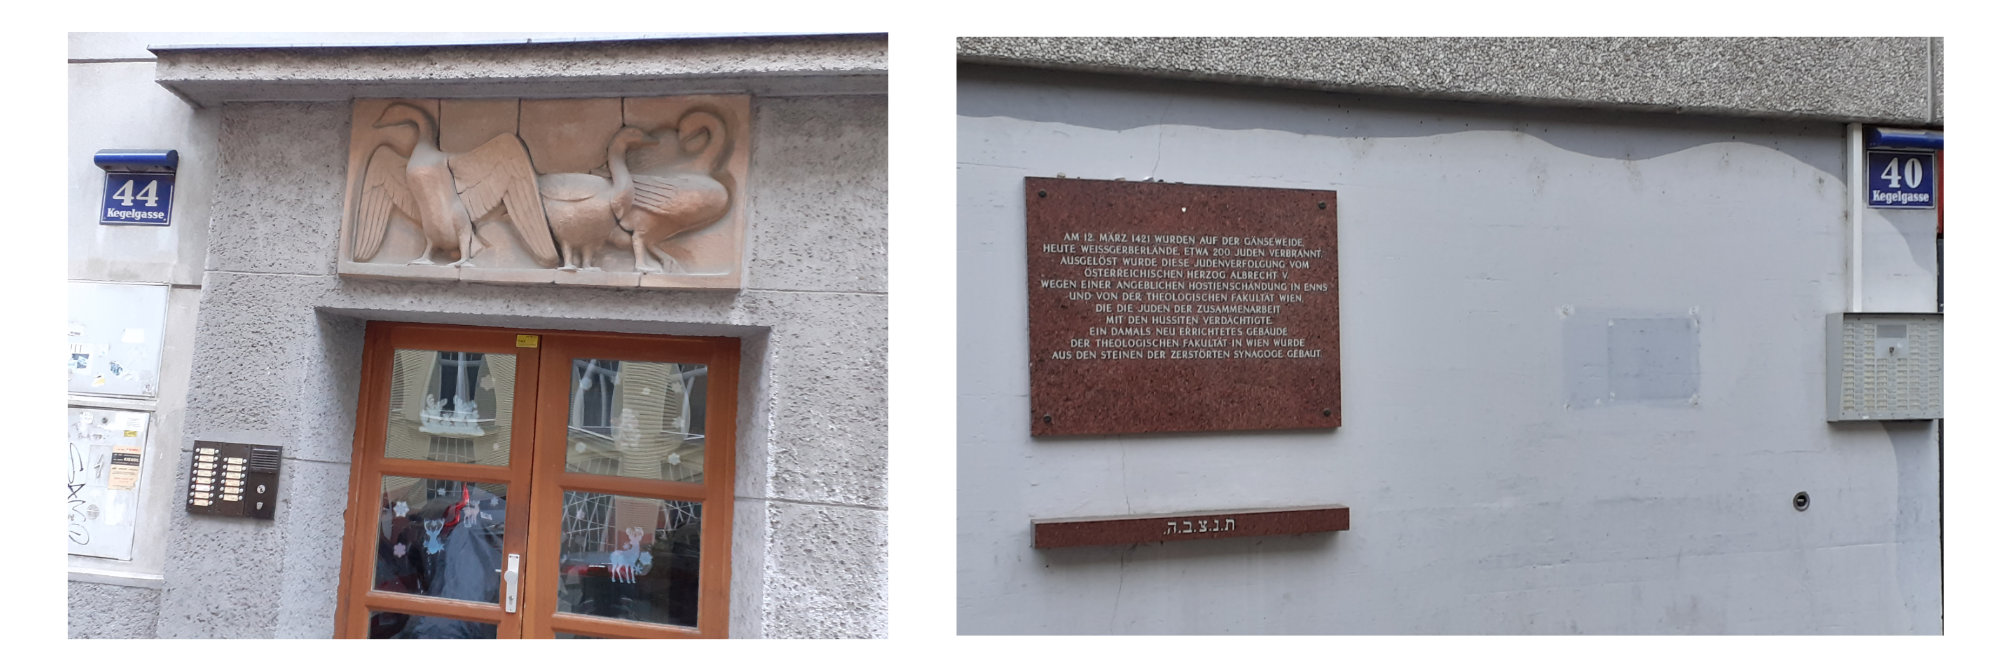 44
Kegelgasse
AM 12. MÄRZ 1421 WURDEN AUF DER GÄNSEWEIDE,
HEUTE WEISSGERBERLÄNDE, ETWA 200 JUDEN VERBRANNT.
AUSGELÖST WURDE DIESE JUDENVERFOLGUNG VOM
ÖSTERREICHISCHEN HERZOG ALBRECHT V.
WEGEN EINER ANGEBLICHEN HOSTIENSCHÄNDUNG IN ENNS
UND VON DER THEOLOGISCHEN FAKULTÄT WIEN,
DIE DIE JUDEN DER ZUSAMMENARBEIT
MIT DEN HUSSITEN VERDÄCHTIGTE.
EIN DAMALS NEU ERRICHTETES GEBÄUDE
DER THEOLOGISCHEN FAKULTÄT IN WIEN WURDE
AUS DEN STEINEN DER ZERSTÖRTEN SYNAGOGE GEBAUT.
ת.נ.צ.ב.ה.
40
Kegelgasse